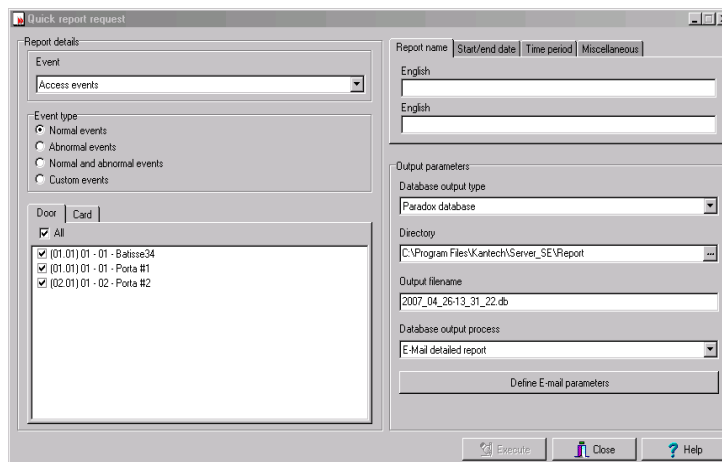 Quick report request
Report details
Event
Access events
Event type
Normal events
Abnormal events
Normal and abnormal events
Custom events
Door
Card
All
(01.01) 01 - 01 - Batisse34
(01.01) 01 - Porta #1
(02.01) 01 - 02 - Porta #2
Report name
Start/end date
Time period
Miscellaneous
English
English
Output parameters
Database output type
Paradox database
Directory
C:\Program Files\Kantech\Server_SE\Report
...
Output filename
2007_04_26-13_31_22.db
Database output process
E-Mail detailed report
Define E-mail parameters
Execute
Close
? Help